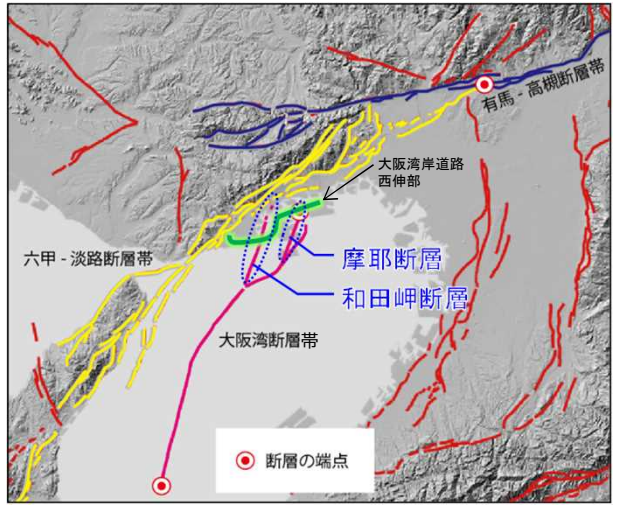 有馬 - 高槻断層帯
大阪湾岸道路
西伸部
六甲 - 淡路断層帯
摩耶断層
和田岬断層
大阪湾断層帯
断層の端点